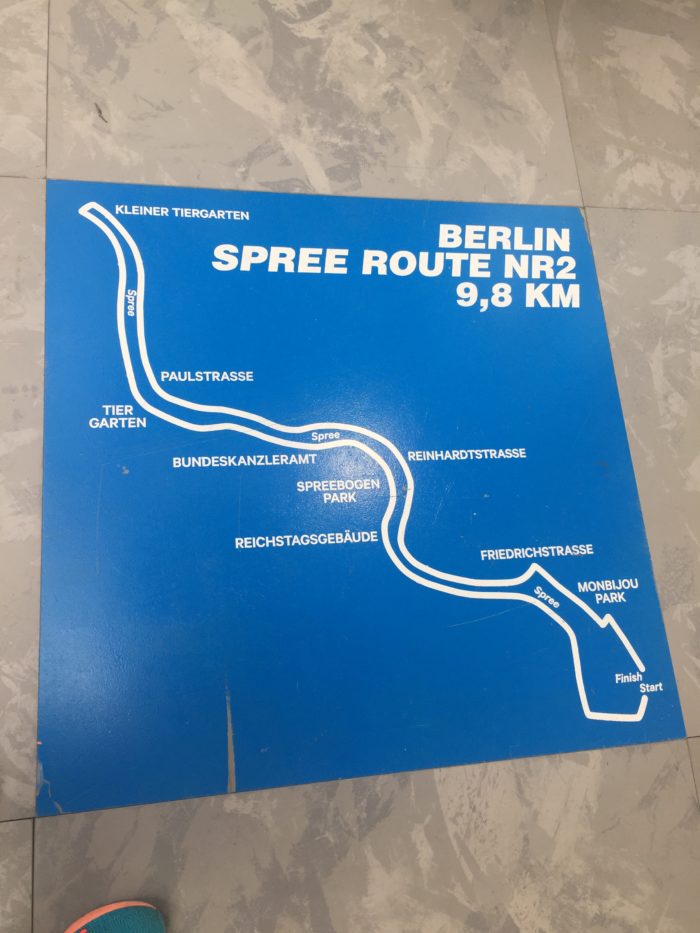 KLEINER TIERGARTEN
BERLIN
SPREE ROUTE NR2
9,8 KM
Spree
PAULSTRASSE
TIER
GARTEN
Spree
BUNDESKANZLERAMT
REINHARDTSTRASSE
SPREEBOGEN
PARK
REICHSTAGSGEBÄUDE
FRIEDRICHSTRASSE
MONBIJOU
PARK
Spree
Finish
Start